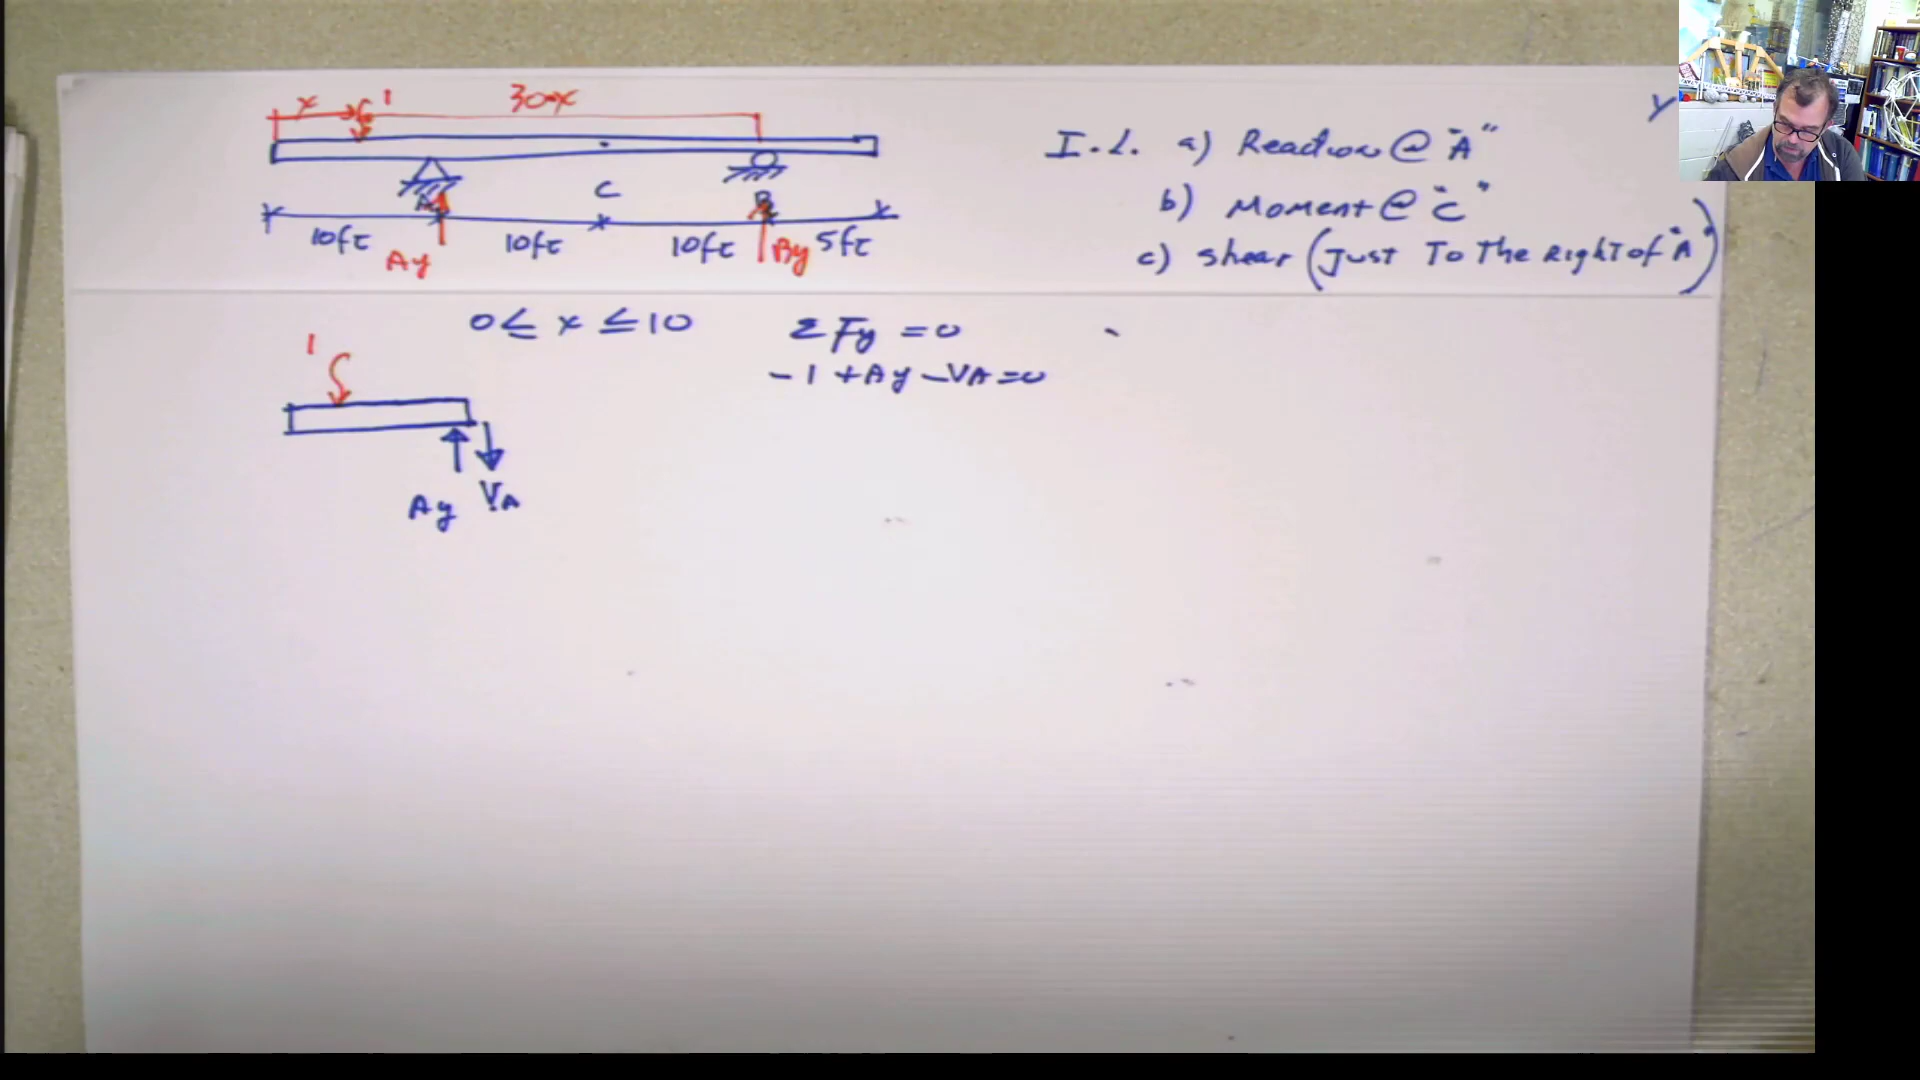 x 1 30-x
I.L. a) Reaction @ "A"
b) Moment @ "C"
c) Shear (Just To The Right of "A")
A C B
10ft 10ft 10ft 5ft
Ay By
0 ≤ x ≤ 10 ΣFy = 0
-1 + Ay - VA = 0
1
Ay VA
Y